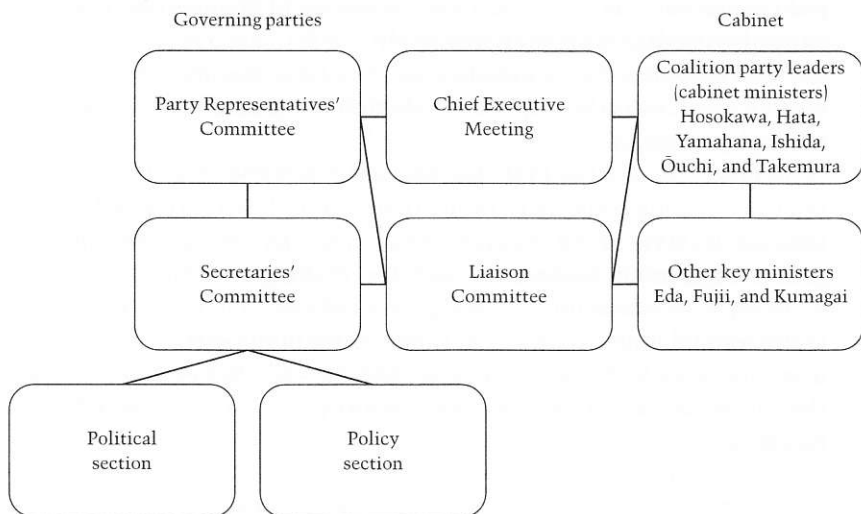 Governing parties
Cabinet
Party Representatives’
Committee
Chief Executive
Meeting
Coalition party leaders
(cabinet ministers)
Hosokawa, Hata,
Yamahana, Ishida,
Ōuchi, and Takemura
Secretaries’
Committee
Liaison
Committee
Other key ministers
Eda, Fujii, and Kumagai
Political
section
Policy
section